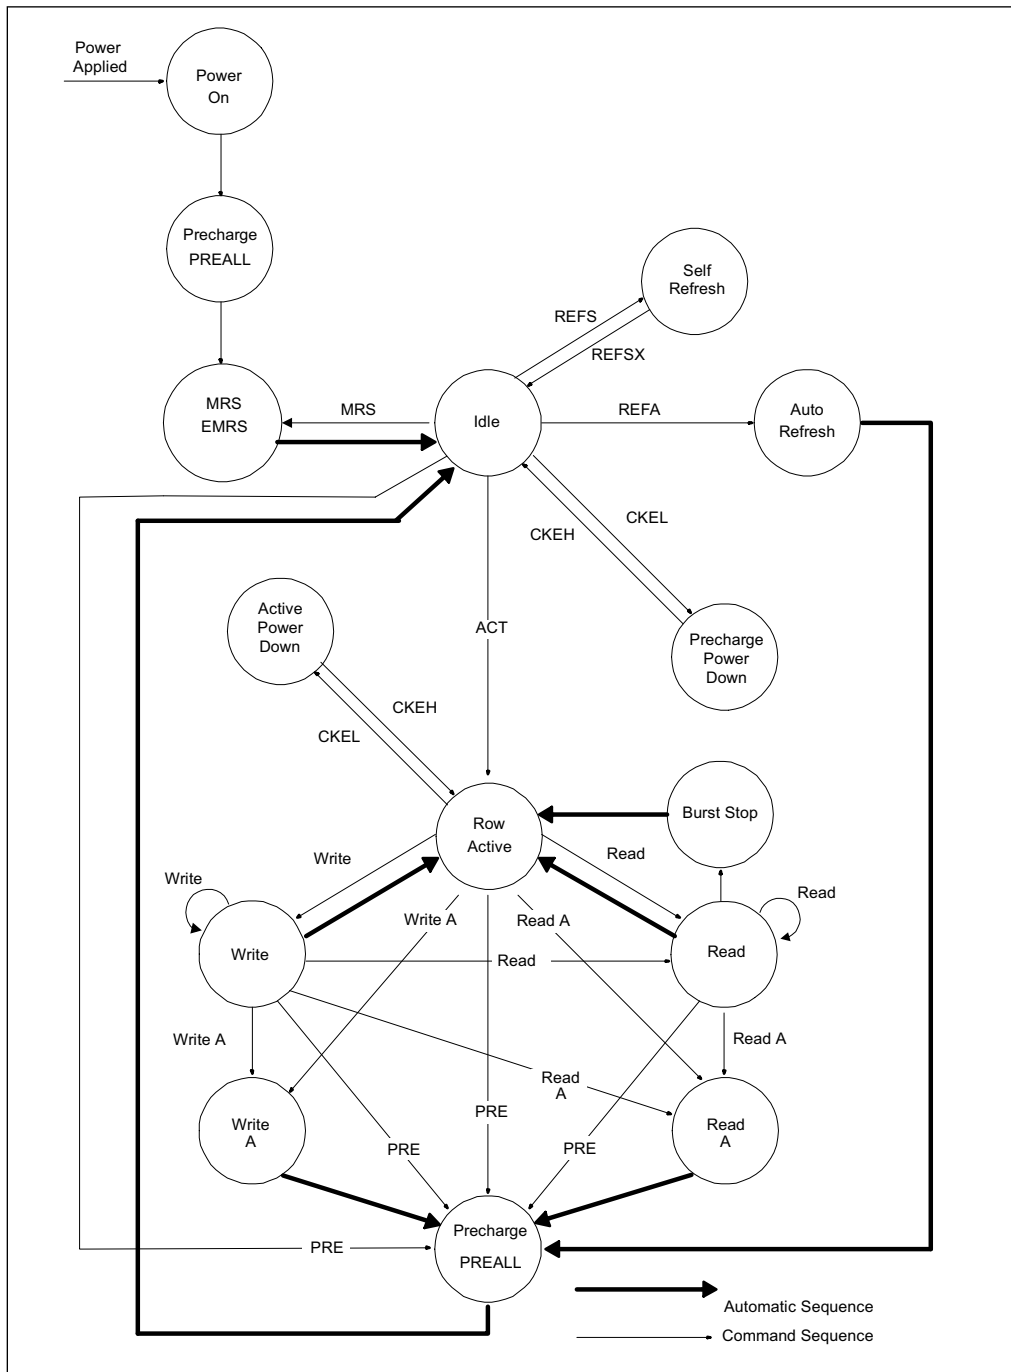 Power
Applied
Power
On
Precharge
PREALL
Self
Refresh
REFS
REFSX
MRS
EMRS
MRS
Idle
REFA
Auto
Refresh
CKEL
CKEH
Active
Power
Down
ACT
Precharge
Power
Down
CKEH
CKEL
Burst Stop
Row
Active
Write
Read
Write
Write A
Read A
Read
Write
Read
Read
Write A
Read A
Read
A
Write
A
PRE
PRE
PRE
Read
A
Precharge
PREALL
PRE
Automatic Sequence
Command Sequence